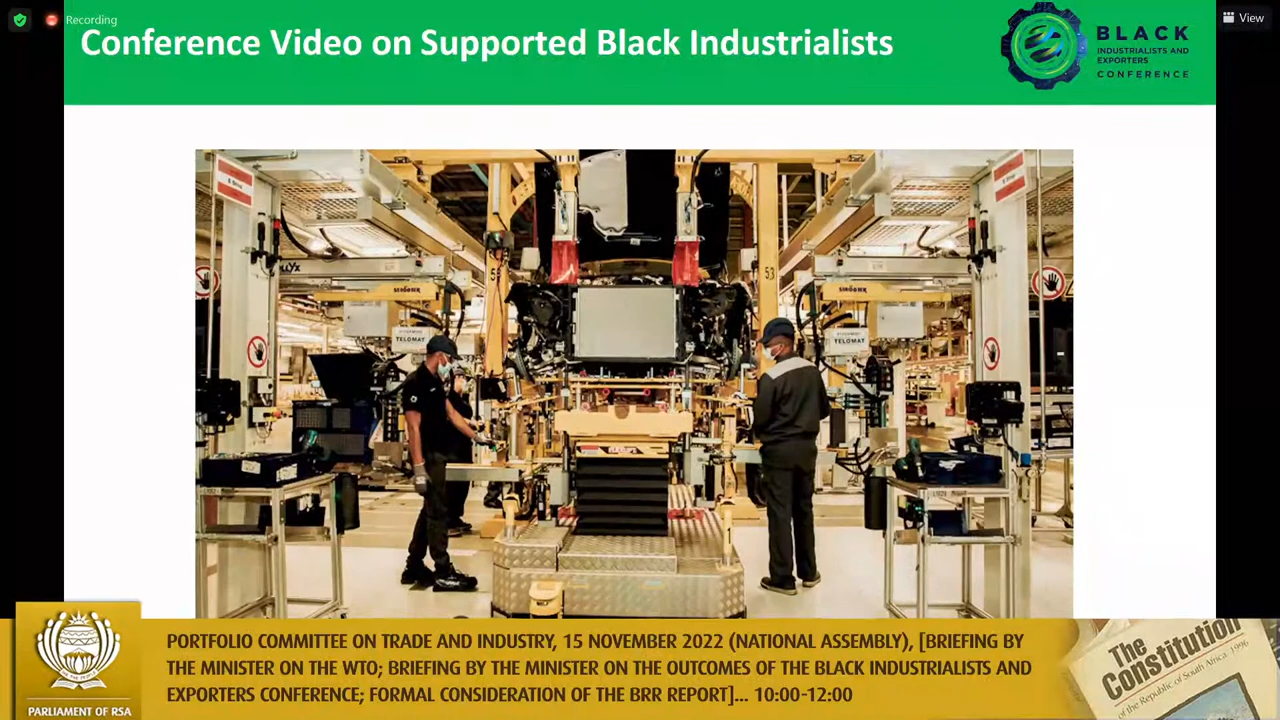 Recording
View
Conference Video on Supported Black Industrialists
BLACK
INDUSTRIALISTS AND
EXPORTERS
CONFERENCE
53
TELOMAT
TELOMAT
PORTFOLIO COMMITTEE ON TRADE AND INDUSTRY, 15 NOVEMBER 2022 (NATIONAL ASSEMBLY), [BRIEFING BY
THE MINISTER ON THE WTO; BRIEFING BY THE MINISTER ON THE OUTCOMES OF THE BLACK INDUSTRIALISTS AND
EXPORTERS CONFERENCE; FORMAL CONSIDERATION OF THE BRR REPORT]... 10:00-12:00
PARLIAMENT OF RSA
The
Constitution
of the Republic of South Africa, 1996